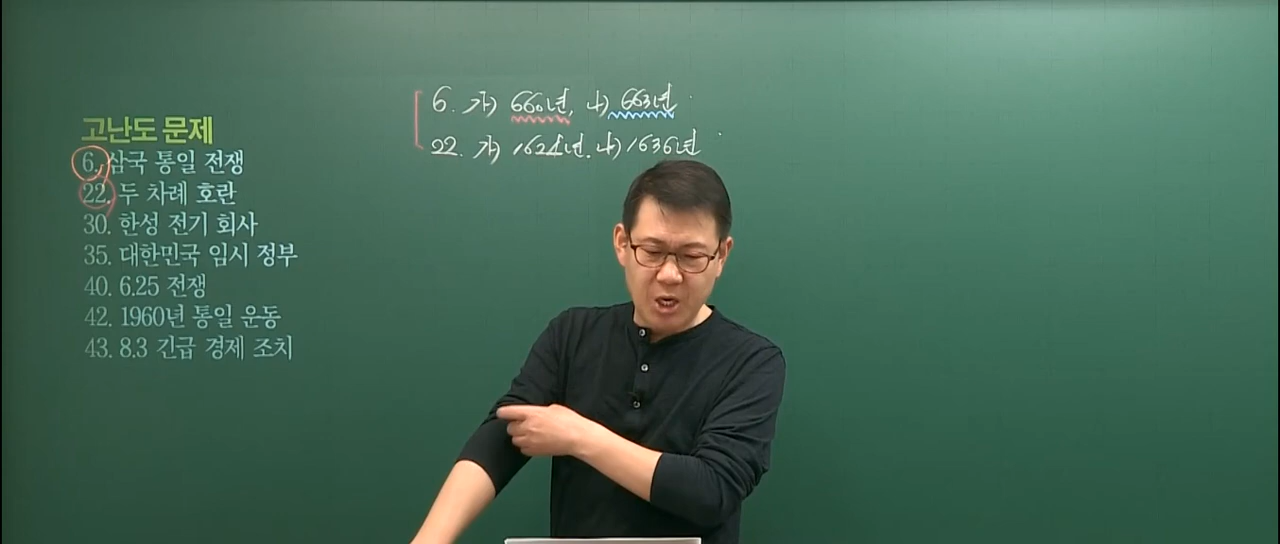 고난도 문제
6. 삼국 통일 전쟁
22. 두 차례 호란
30. 한성 전기 회사
35. 대한민국 임시 정부
40. 6.25 전쟁
42. 1960년 통일 운동
43. 8.3 긴급 경제 조치
6. 가) 660년, 나) 663년
22. 가) 1624년. 나) 1636년